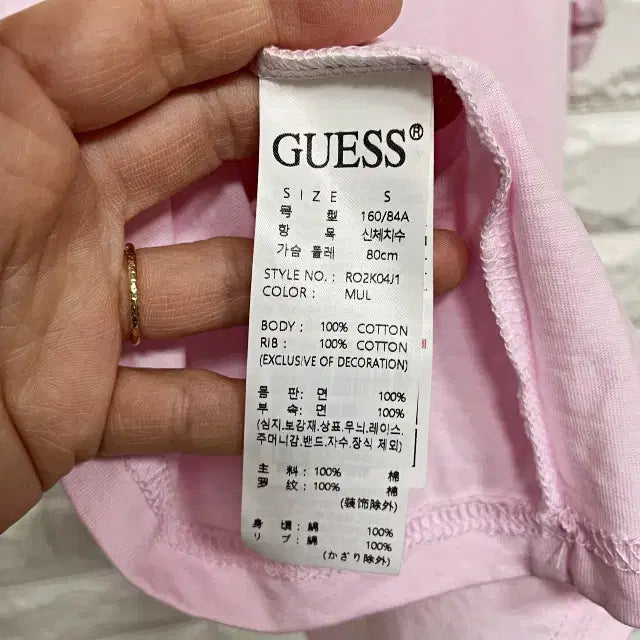 GUESS®
SIZE S
号 型 160/84A
항 목 신체치수
가슴 둘레 80cm
STYLE NO. : RO2K04J1
COLOR : MUL
BODY : 100% COTTON
RIB : 100% COTTON
(EXCLUSIVE OF DECORATION)
몸 판: 면 100%
부 속: 면 100%
(심지.보강재.상표.무늬.레이스.
주머니감.밴드.자수.장식 제외)
主 料: 100% 棉
罗 纹: 100% 棉
(装饰除外)
身 頃: 綿 100%
リ ブ: 綿 100%
(かざり除外)